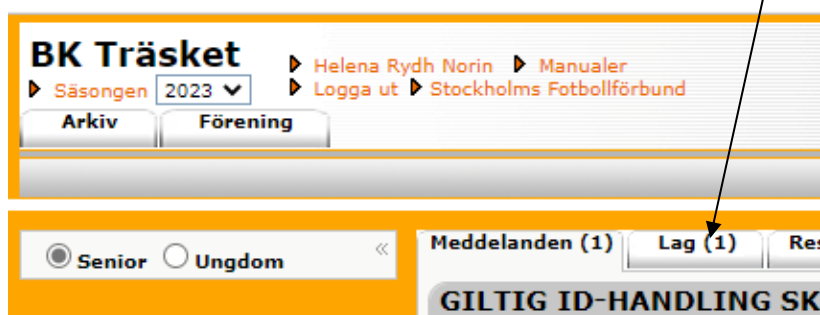 BK Träsket
Helena Rydh Norin Manualer
Säsongen 2023 Logga ut Stockholms Fotbollförbund
Arkiv Förening
Senior Ungdom «
Meddelanden (1) Lag (1) Res
GILTIG ID-HANDLING SK